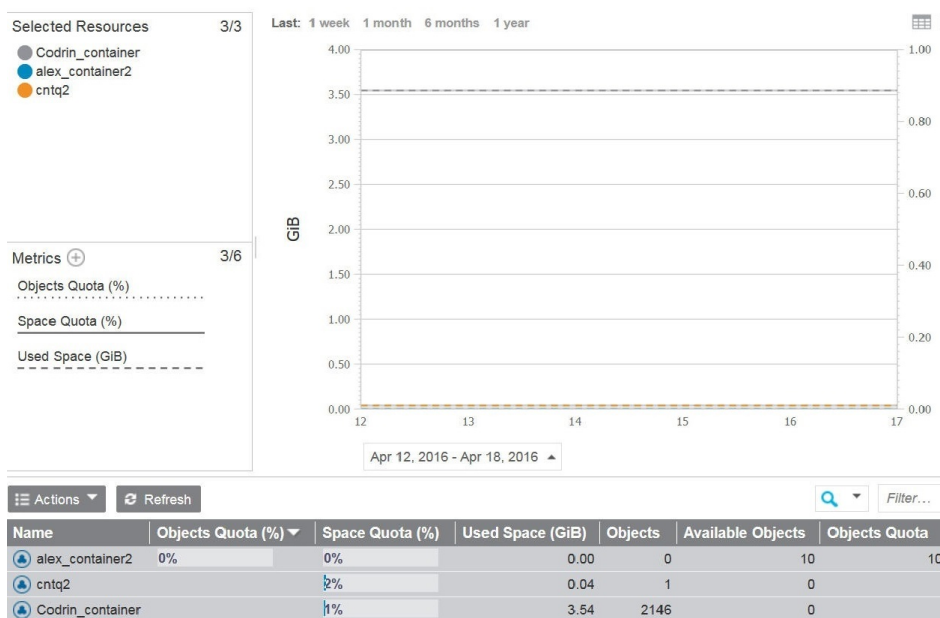 Selected Resources 3/3
Codrin_container
alex_container2
cntq2
Metrics 3/6
Objects Quota (%)
Space Quota (%)
Used Space (GiB)
Last: 1 week 1 month 6 months 1 year
GiB
4.00
3.50
3.00
2.50
2.00
1.50
1.00
0.50
0.00
1.00
0.80
0.60
0.40
0.20
0.00
12 13 14 15 16 17
Apr 12, 2016 - Apr 18, 2016
Actions Refresh Filter...
Name Objects Quota (%) Space Quota (%) Used Space (GiB) Objects Available Objects Objects Quota
alex_container2 0% 0% 0.00 0 10 10
cntq2 2% 0.04 1 0
Codrin_container 1% 3.54 2146 0